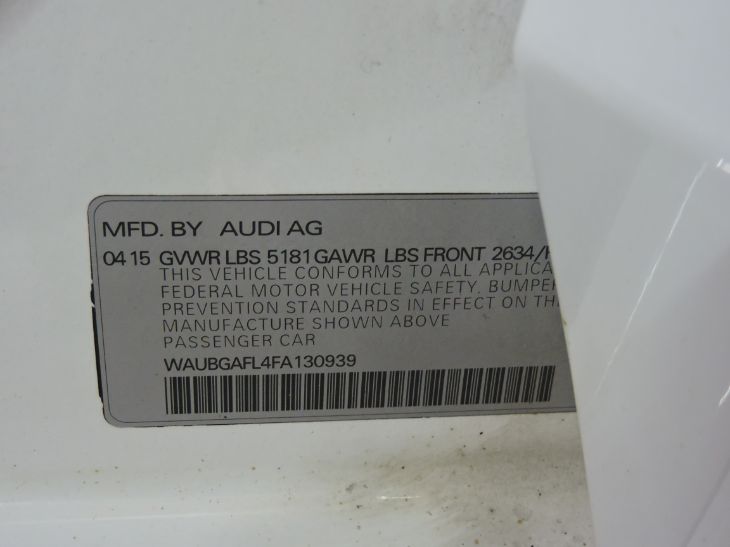 MFD. BY AUDI AG
04 15 GVWR LBS 5181 GAWR LBS FRONT 2634/
THIS VEHICLE CONFORMS TO ALL APPLICA
FEDERAL MOTOR VEHICLE SAFETY, BUMPE
PREVENTION STANDARDS IN EFFECT ON TH
MANUFACTURE SHOWN ABOVE
PASSENGER CAR
WAUBGAFL4FA130939